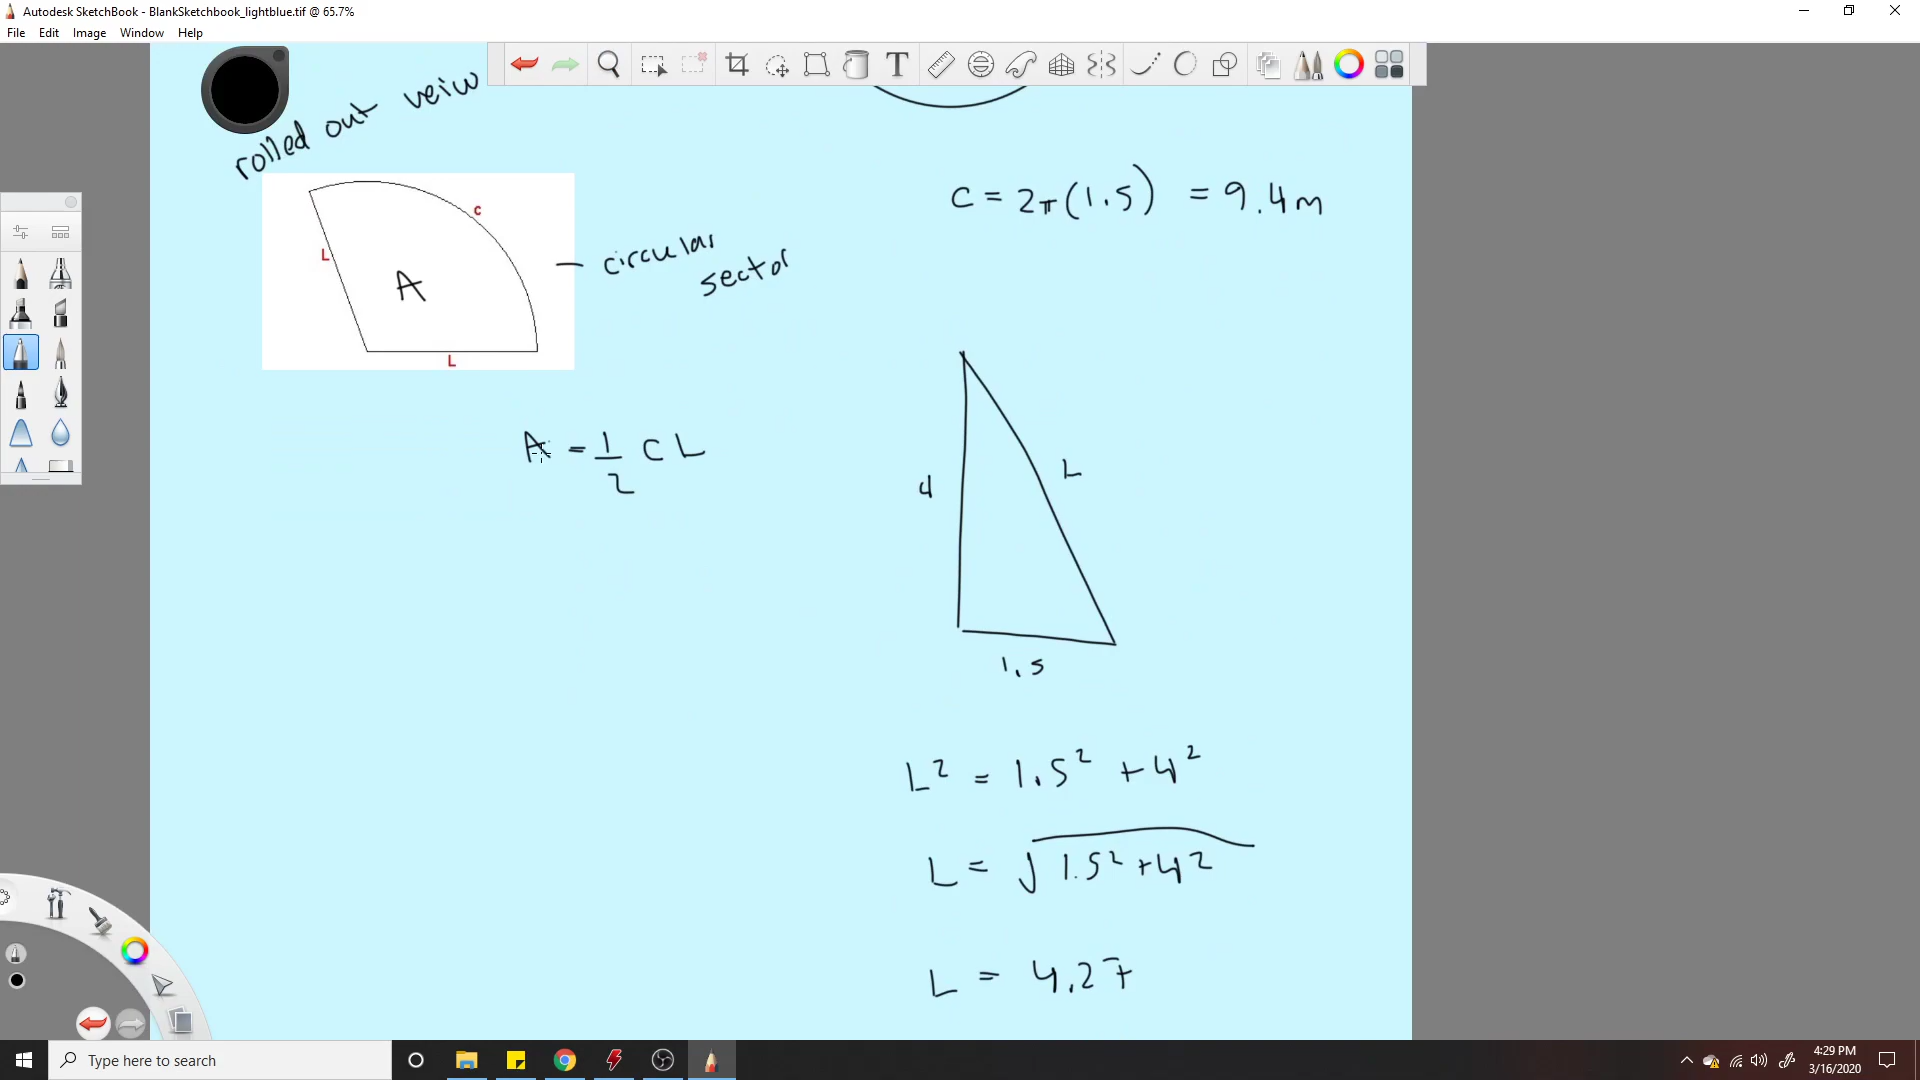 Autodesk SketchBook - BlankSketchbook_lightblue.tif @ 65.7%
File Edit Image Window Help
T
rolled out veiw
C = 2π(1.5) = 9.4m
c
L
A
L
— circular
sector
A = 1/2 C L
4
L
1.5
L² = 1.5² + 4²
L = √1.5² + 4²
L = 4.27
Type here to search
4:29 PM
3/16/2020